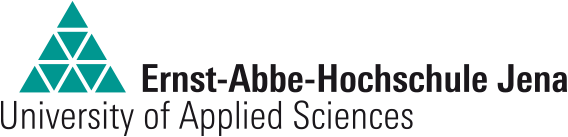 Ernst-Abbe-Hochschule Jena
University of Applied Sciences